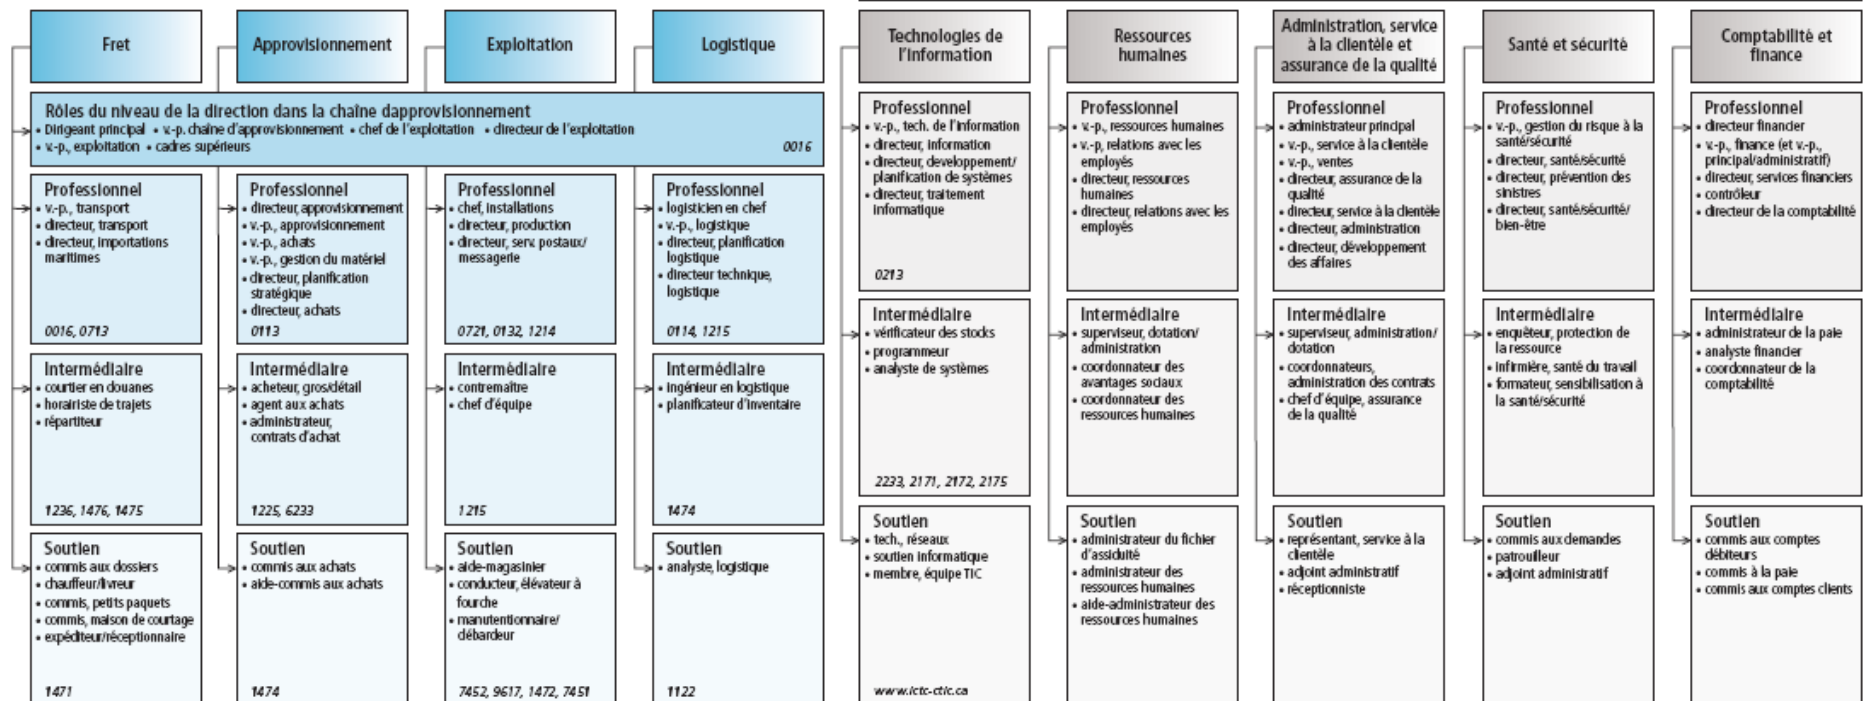 Fret
Approvisionnement
Exploitation
Logistique
Technologies de
l'information
Ressources
humaines
Administration, service
à la clientèle et
assurance de la qualité
Santé et sécurité
Comptabilité et
finance
Rôles du niveau de la direction dans la chaîne dapprovisionnement
• Dirigeant principal • v.-p. chaîne d'approvisionnement • chef de l'exploitation • directeur de l'exploitation
• v.-p., exploitation • cadres supérieurs
0016
Professionnel
• v.-p., transport
• directeur, transport
• directeur, importations
maritimes
0016, 0713
Intermédiaire
• courtier en douanes
• horairiste de trajets
• répartiteur
1236, 1476, 1475
Soutien
• commis aux dossiers
• chauffeur/livreur
• commis, petits paquets
• commis, maison de courtage
• expéditeur/réceptionnaire
1471
Professionnel
• directeur, approvisionnement
• v.-p., approvisionnement
• v.-p., achats
• v.-p., gestion du matériel
• directeur, planification
stratégique
• directeur, achats
0113
Intermédiaire
• acheteur, gros/détail
• agent aux achats
• administrateur,
contrats d'achat
1225, 6233
Soutien
• commis aux achats
• aide-commis aux achats
1474
Professionnel
• chef, installations
• directeur, production
• directeur, serv. postaux/
messagerie
0721, 0132, 1214
Intermédiaire
• contremaître
• chef d'équipe
1215
Soutien
• aide-magasinier
• conducteur, élévateur à
fourche
• manutentionnaire/
débardeur
7452, 9617, 1472, 7451
Professionnel
• logisticien en chef
• v.-p., logistique
• directeur, planification
logistique
• directeur technique,
logistique
0114, 1215
Intermédiaire
• ingénieur en logistique
• planificateur d'inventaire
1474
Soutien
• analyste, logistique
1122
Professionnel
• v.-p., tech. de l'information
• directeur, information
• directeur, developpement/
planification de systèmes
• directeur, traitement
informatique
0213
Intermédiaire
• vérificateur des stocks
• programmeur
• analyste de systèmes
2233, 2171, 2172, 2175
Soutien
• tech., réseaux
• soutien informatique
• membre, équipe TIC
www.ictc-ctic.ca
Professionnel
• v.-p., ressources humaines
• v.-p, relations avec les
employés
• directeur, ressources
humaines
• directeur, relations avec les
employés
Intermédiaire
• superviseur, dotation/
administration
• coordonnateur des
avantages sociaux
• coordonnateur des
ressources humaines
Soutien
• administrateur du fichier
d'assiduité
• administrateur des
ressources humaines
• aide-administrateur des
ressources humaines
Professionnel
• administrateur principal
• v.-p., service à la clientèle
• v.-p., ventes
• directeur, assurance de la
qualité
• directeur, service à la clientèle
• directeur, administration
• directeur, développement
des affaires
Intermédiaire
• superviseur, administration/
dotation
• coordonnateurs,
administration des contrats
• chef d'équipe, assurance
de la qualité
Soutien
• représentant, service à la
clientèle
• adjoint administratif
• réceptionniste
Professionnel
• v.-p., gestion du risque à la
santé/sécurité
• directeur, santé/sécurité
• directeur, prévention des
sinistres
• directeur, santé/sécurité/
bien-être
Intermédiaire
• enquêteur, protection de
la ressource
• infirmière, santé du travail
• formateur, sensibilisation à
la santé/sécurité
Soutien
• commis aux demandes
• patrouilleur
• adjoint administratif
Professionnel
• directeur financier
• v.-p., finance (et v.-p.,
principal/administratif)
• directeur, services financiers
• contrôleur
• directeur de la comptabilité
Intermédiaire
• administrateur de la paie
• analyste financier
• coordonnateur de la
comptabilité
Soutien
• commis aux comptes
débiteurs
• commis à la paie
• commis aux comptes clients